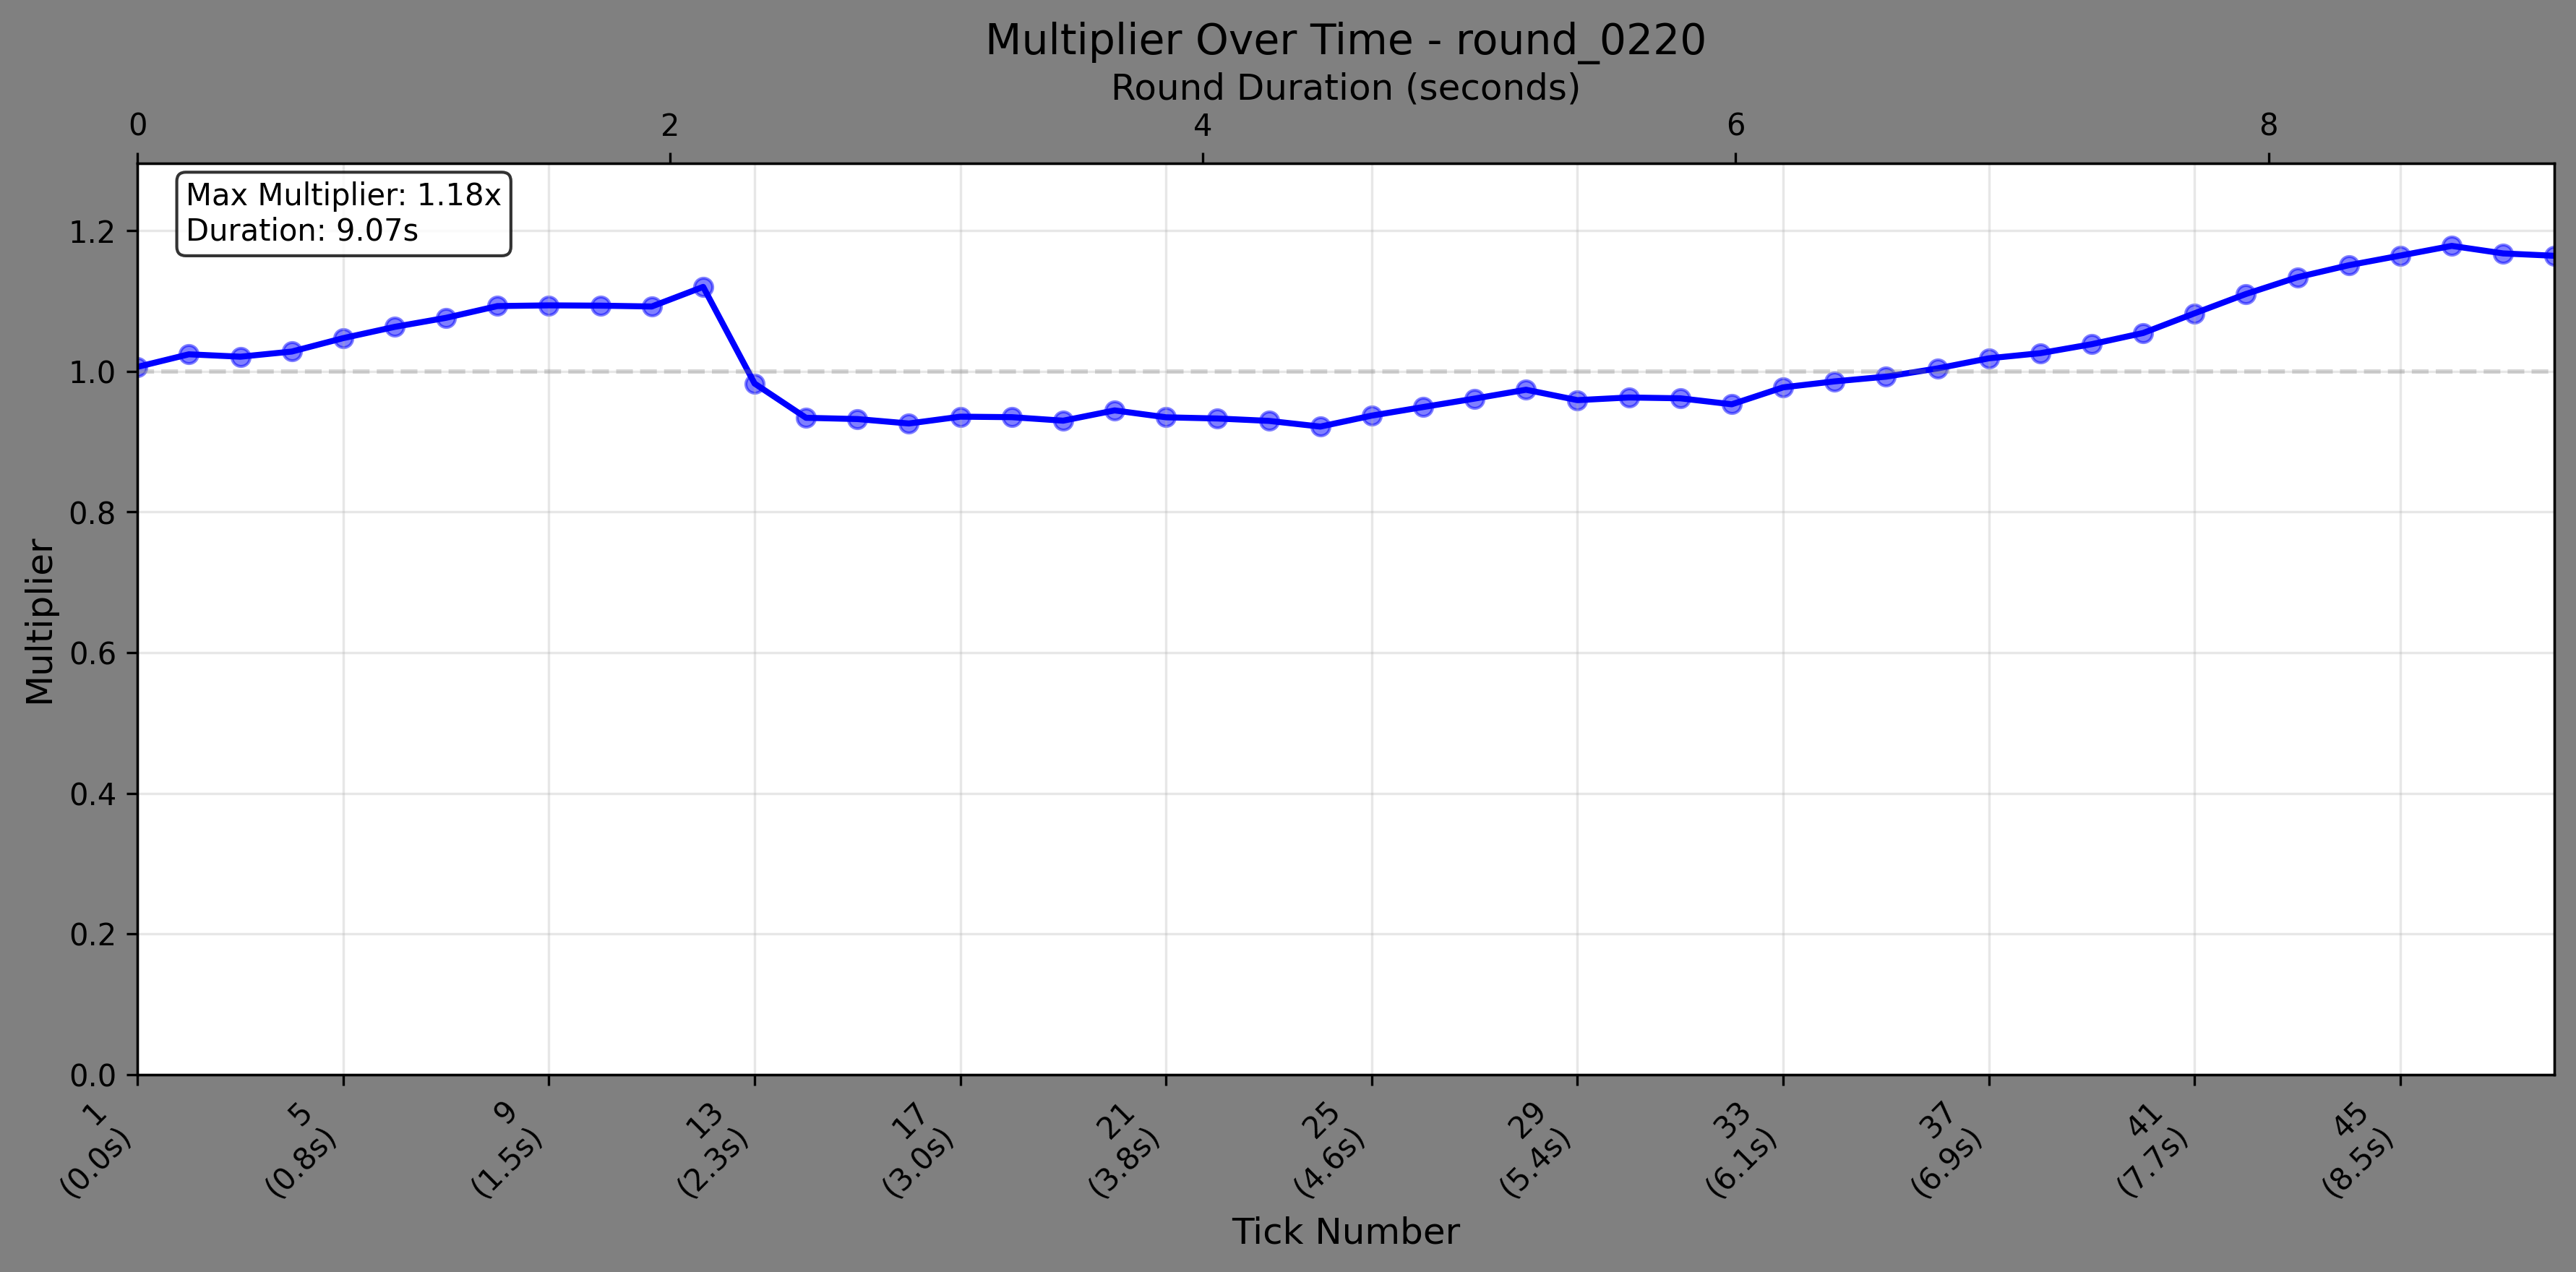 Multiplier Over Time - round_0220
Round Duration (seconds)
0 2 4 6 8
Max Multiplier: 1.18x
Duration: 9.07s
1.2
1.0
0.8
0.6
0.4
0.2
0.0
Multiplier
1 5 9 13 17 21 25 29 33 37 41 45
(0.0s) (0.8s) (1.5s) (2.3s) (3.0s) (3.8s) (4.6s) (5.4s) (6.1s) (6.9s) (7.7s) (8.5s)
Tick Number